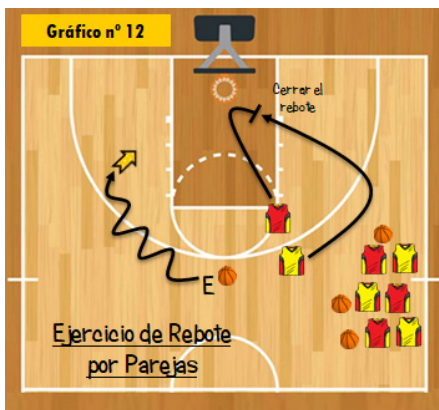 Gráfico nº 12
Cerrar el
rebote
E
Ejercicio de Rebote
por Parejas